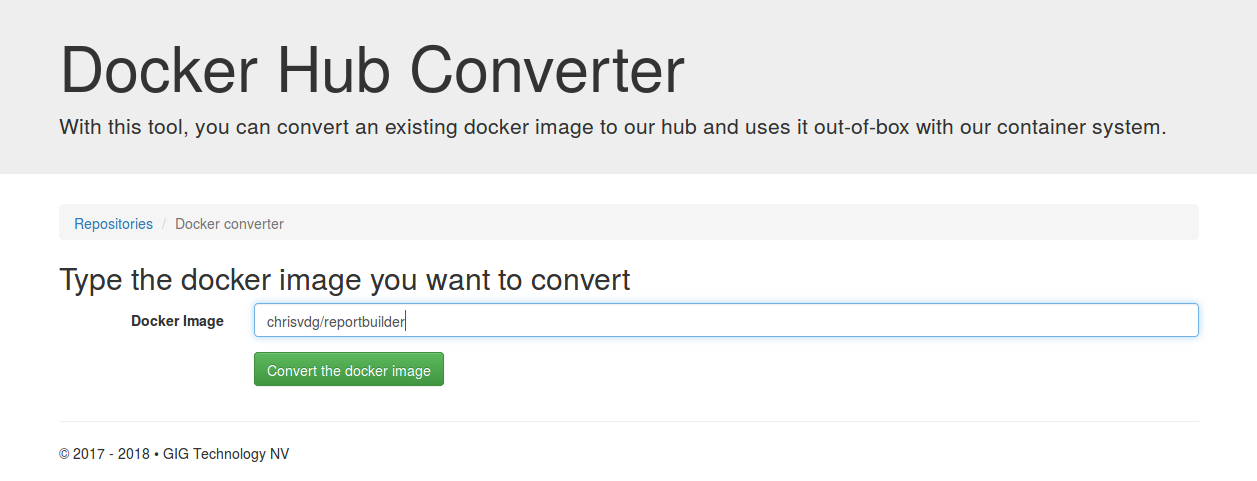 Docker Hub Converter
With this tool, you can convert an existing docker image to our hub and uses it out-of-box with our container system.
Repositories / Docker converter
Type the docker image you want to convert
Docker Image chrisvdg/reportbuilder
Convert the docker image
© 2017 - 2018 • GIG Technology NV